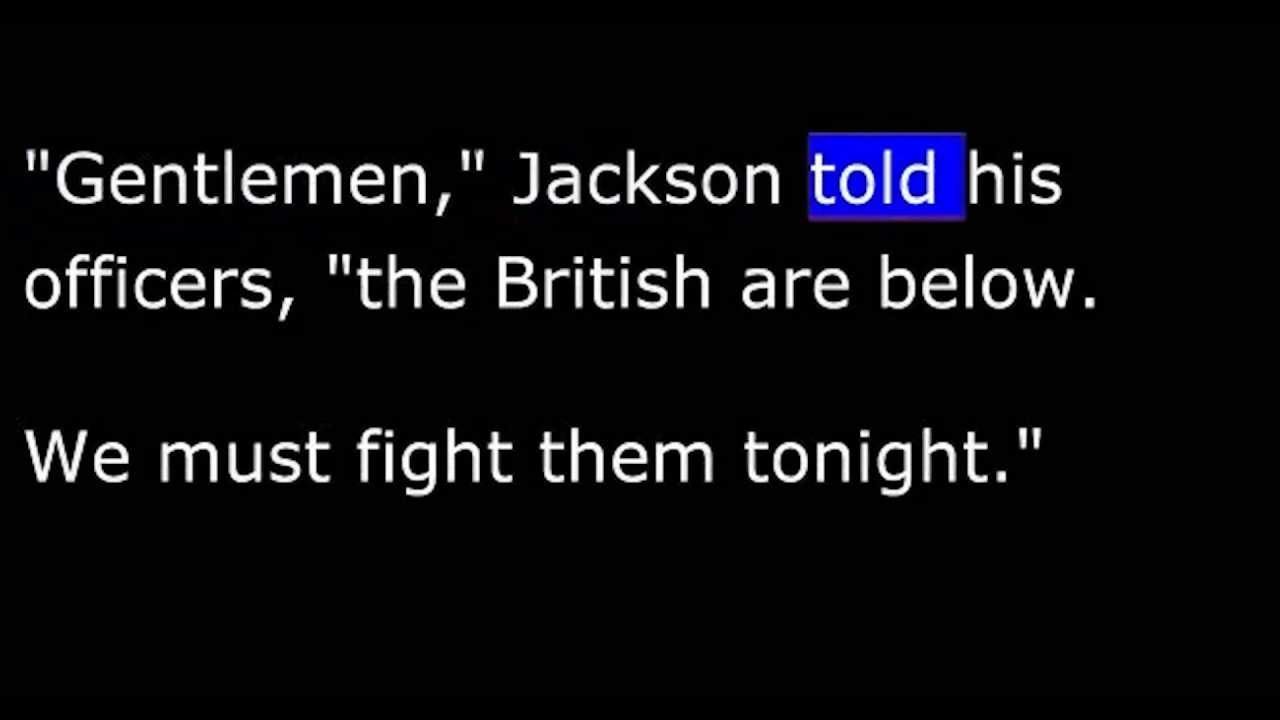 "Gentlemen," Jackson told his
officers, "the British are below.
We must fight them tonight."